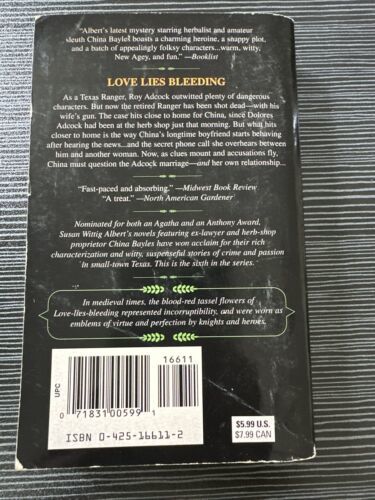 "Albert's latest mystery starring herbalist and amateur
sleuth China Bayles boasts a charming heroine, a snappy plot,
and a batch of appealingly folksy characters...warm, witty,
New Agey, and fun." —Booklist
LOVE LIES BLEEDING
As a Texas Ranger, Roy Adcock outwitted plenty of dangerous
characters. But now the retired Ranger has been shot dead—with his
wife's gun. The case hits close to home for China, since Dolores
Adcock had been at the herb shop just that morning. But what hits
closer to home is the way China's longtime boyfriend starts behaving
after hearing the news...and the secret phone call she overhears between
him and another woman. Now, as clues mount and accusations fly,
China must question the Adcock marriage—and her own relationship...
"Fast-paced and absorbing." —Midwest Book Review
"A treat." —North American Gardener
Nominated for both an Agatha and an Anthony Award,
Susan Wittig Albert's novels featuring ex-lawyer and herb-shop
proprietor China Bayles have won acclaim for their rich
characterization and witty, suspenseful stories of crime and passion
in small-town Texas. This is the sixth in the series.
In medieval times, the blood-red tassel flowers of
Love-lies-bleeding represented incorruptibility, and were worn as
emblems of virtue and perfection by knights and heroes.
16611
UPC
0 71831 00599 1
ISBN 0-425-16611-2
$5.99 U.S.
$7.99 CAN